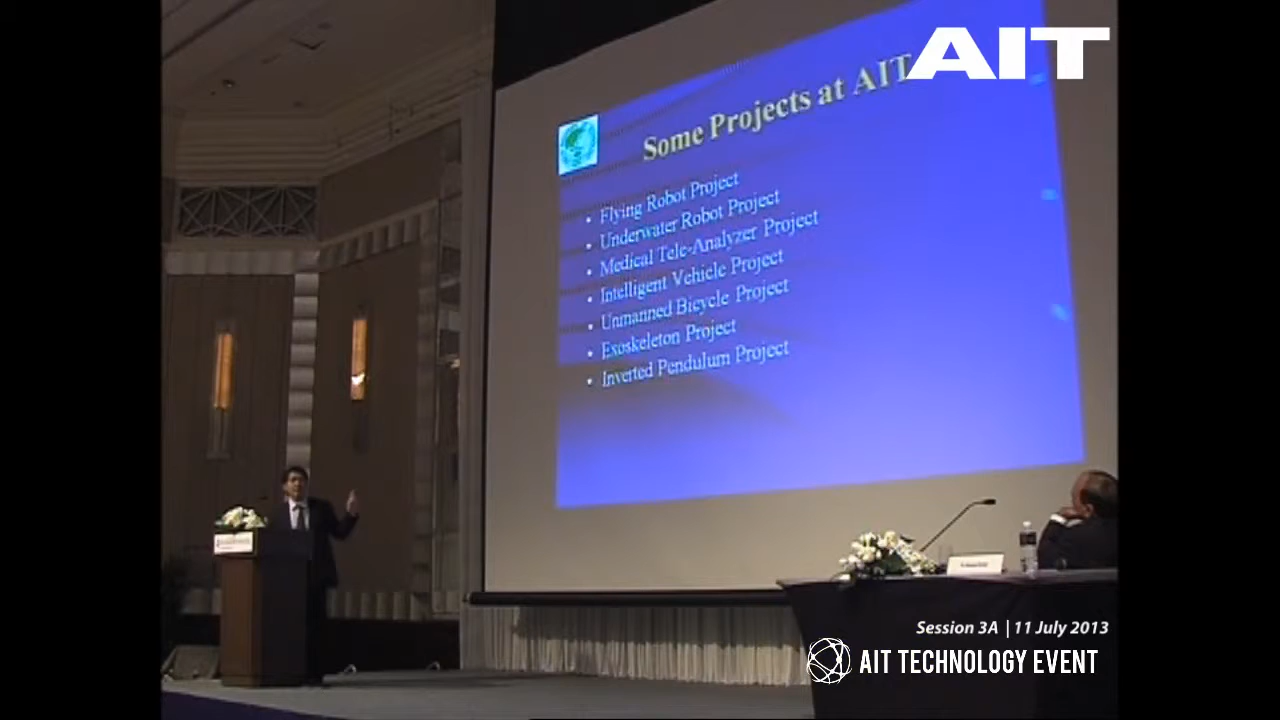 AIT
Some Projects at AIT
• Flying Robot Project
• Underwater Robot Project
• Medical Tele-Analyzer Project
• Intelligent Vehicle Project
• Unmanned Bicycle Project
• Exoskeleton Project
• Inverted Pendulum Project
Session 3A | 11 July 2013
AIT TECHNOLOGY EVENT